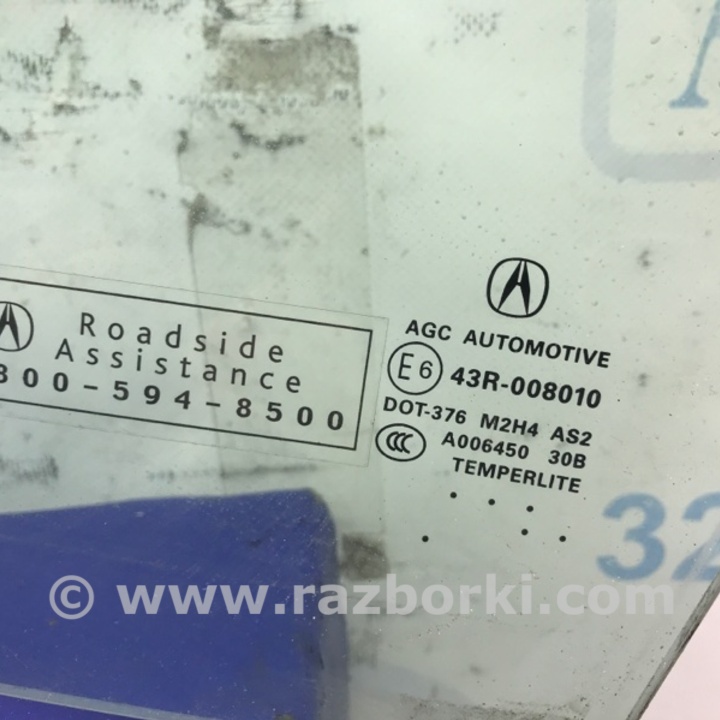 Roadside
Assistance
800-594-8500
AGC AUTOMOTIVE
E6 43R-008010
DOT-376 M2H4 AS2
CCC A006450 30B
TEMPERLITE
32
© www.razborki.com